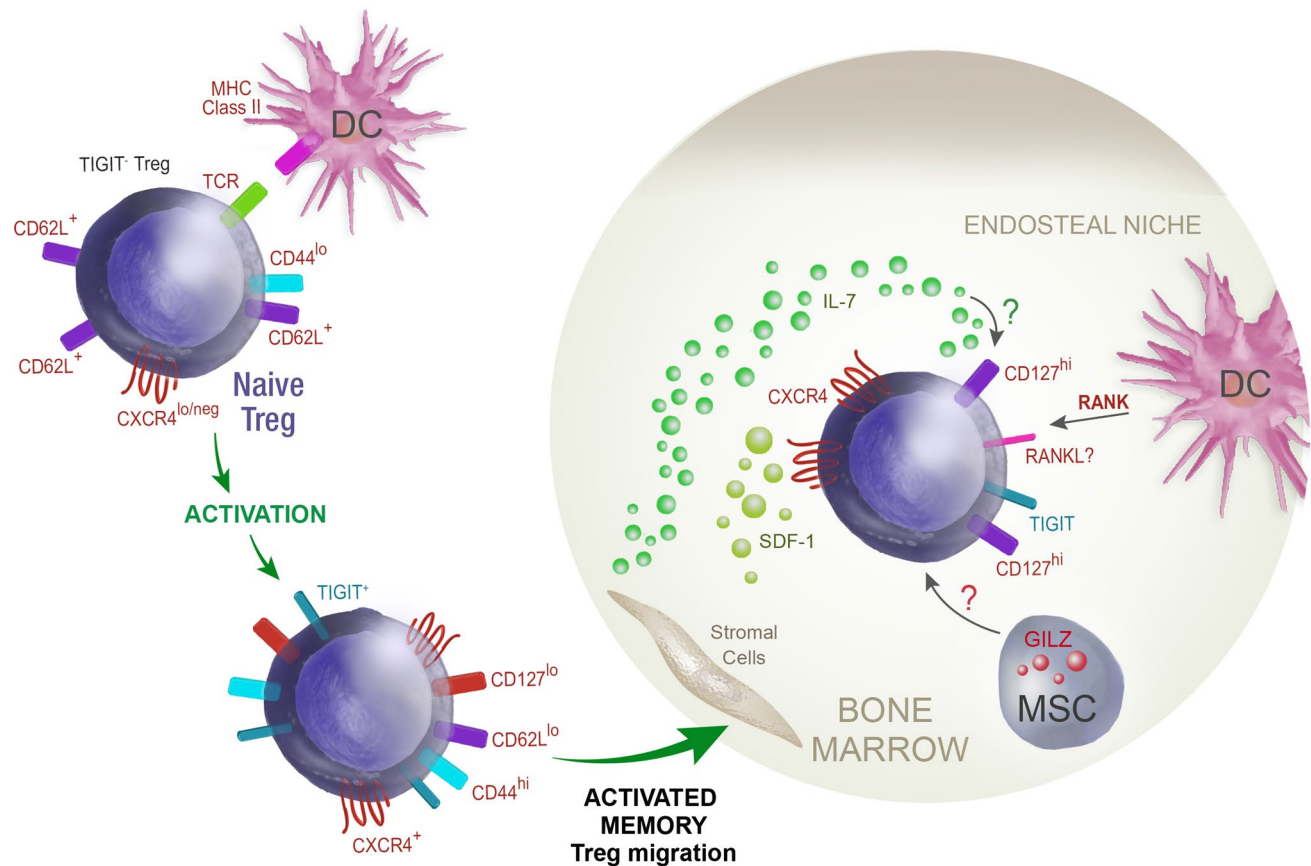 MHC
Class II
DC
TIGIT⁻ Treg
TCR
CD62L⁺
CD44ˡᵒ
CD62L⁺
CD62L⁺
CXCR4ˡᵒ/ⁿᵉᵍ
Naive
Treg
ACTIVATION
TIGIT⁺
CD127ˡᵒ
CD62Lˡᵒ
CD44ʰⁱ
CXCR4⁺
ACTIVATED
MEMORY
Treg migration
ENDOSTEAL NICHE
IL-7
?
CD127ʰⁱ
CXCR4
DC
RANK
RANKL?
TIGIT
SDF-1
CD127ʰⁱ
?
Stromal
Cells
GILZ
MSC
BONE
MARROW